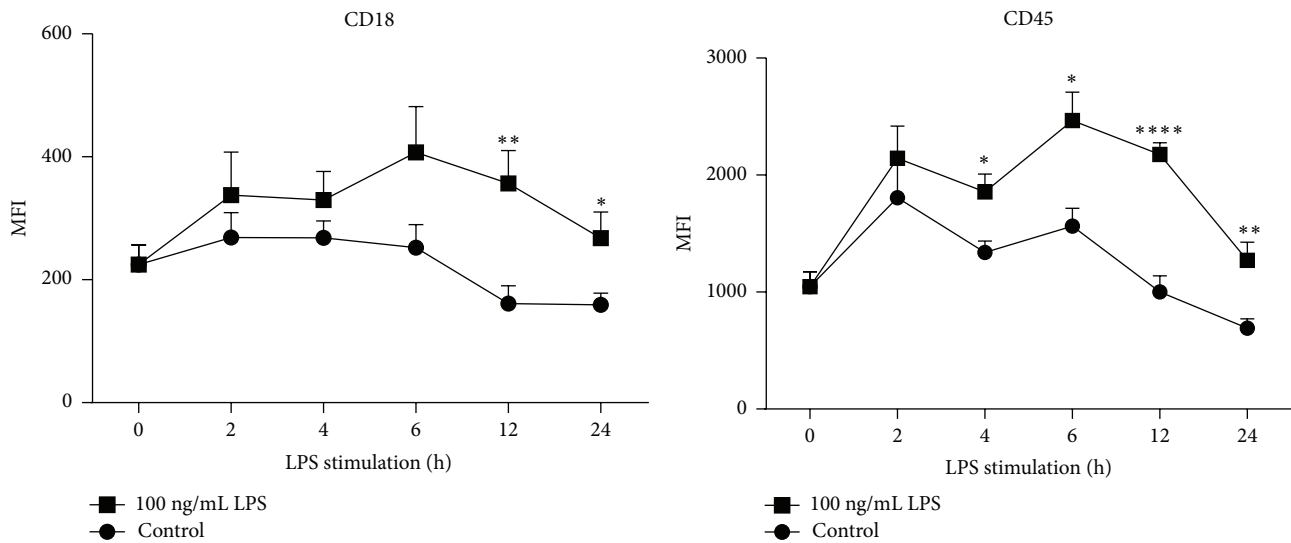 CD18
600
400
200
0
MFI
**
*
0 2 4 6 12 24
LPS stimulation (h)
100 ng/mL LPS
Control
CD45
3000
2000
1000
0
MFI
*
*
****
**
0 2 4 6 12 24
LPS stimulation (h)
100 ng/mL LPS
Control